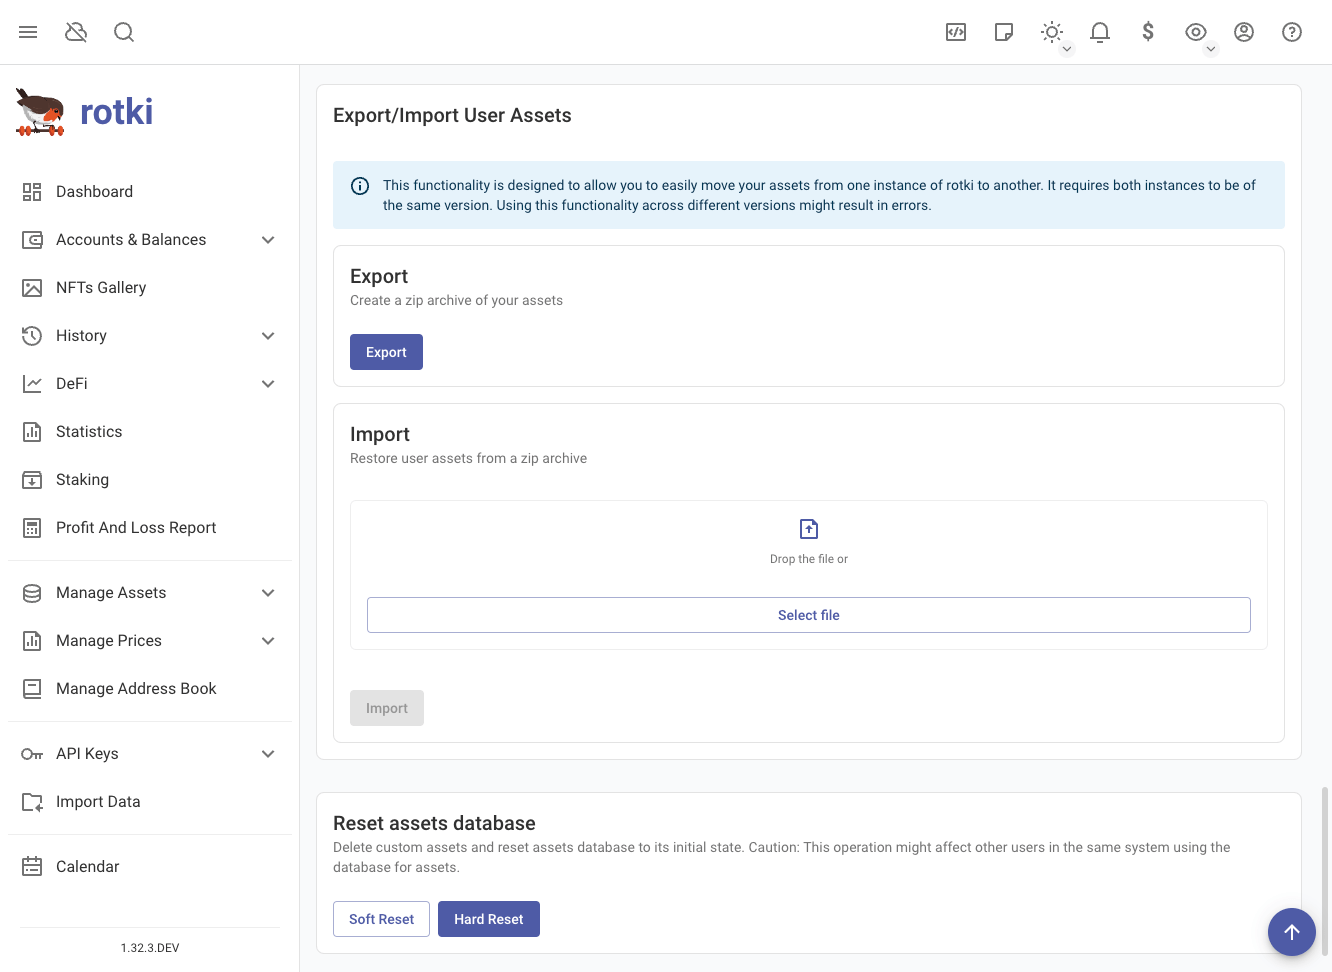 rotki
Dashboard
Accounts & Balances
NFTs Gallery
History
DeFi
Statistics
Staking
Profit And Loss Report
Manage Assets
Manage Prices
Manage Address Book
API Keys
Import Data
Calendar
1.32.3.DEV
Export/Import User Assets
This functionality is designed to allow you to easily move your assets from one instance of rotki to another. It requires both instances to be of
the same version. Using this functionality across different versions might result in errors.
Export
Create a zip archive of your assets
Export
Import
Restore user assets from a zip archive
Drop the file or
Select file
Import
Reset assets database
Delete custom assets and reset assets database to its initial state. Caution: This operation might affect other users in the same system using the
database for assets.
Soft Reset
Hard Reset